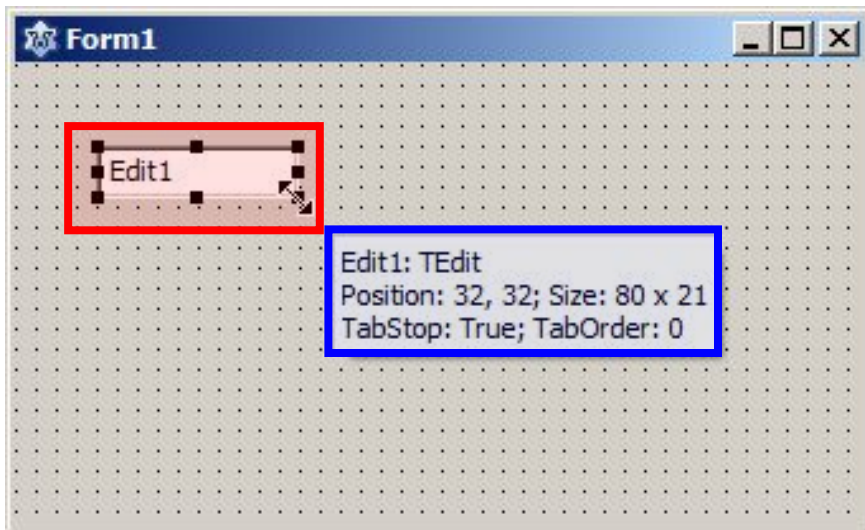 Form1
Edit1
Edit1: TEdit
Position: 32, 32; Size: 80 x 21
TabStop: True; TabOrder: 0